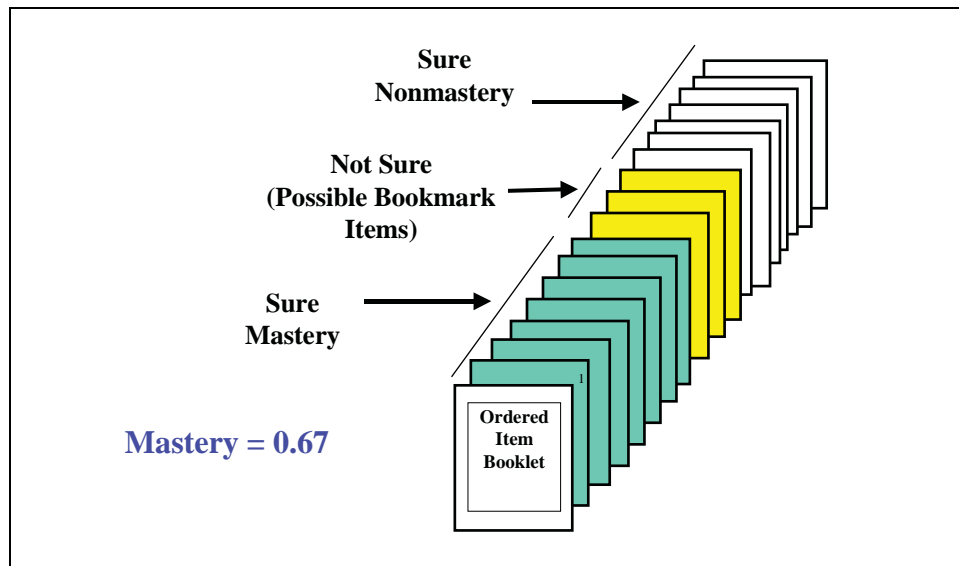 Sure
Nonmastery
Not Sure
(Possible Bookmark
Items)
Sure
Mastery
1
Ordered
Item
Booklet
Mastery = 0.67